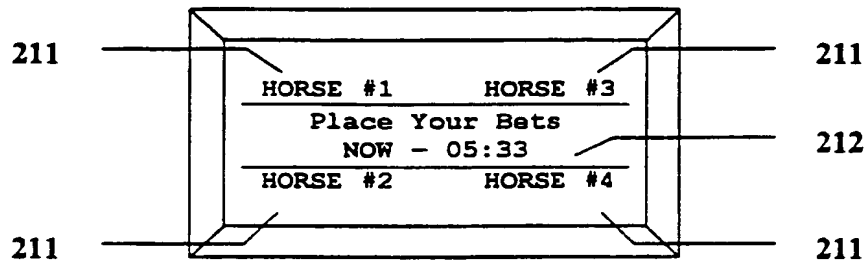 211 211
HORSE #1 HORSE #3
Place Your Bets
NOW - 05:33 212
HORSE #2 HORSE #4
211 211